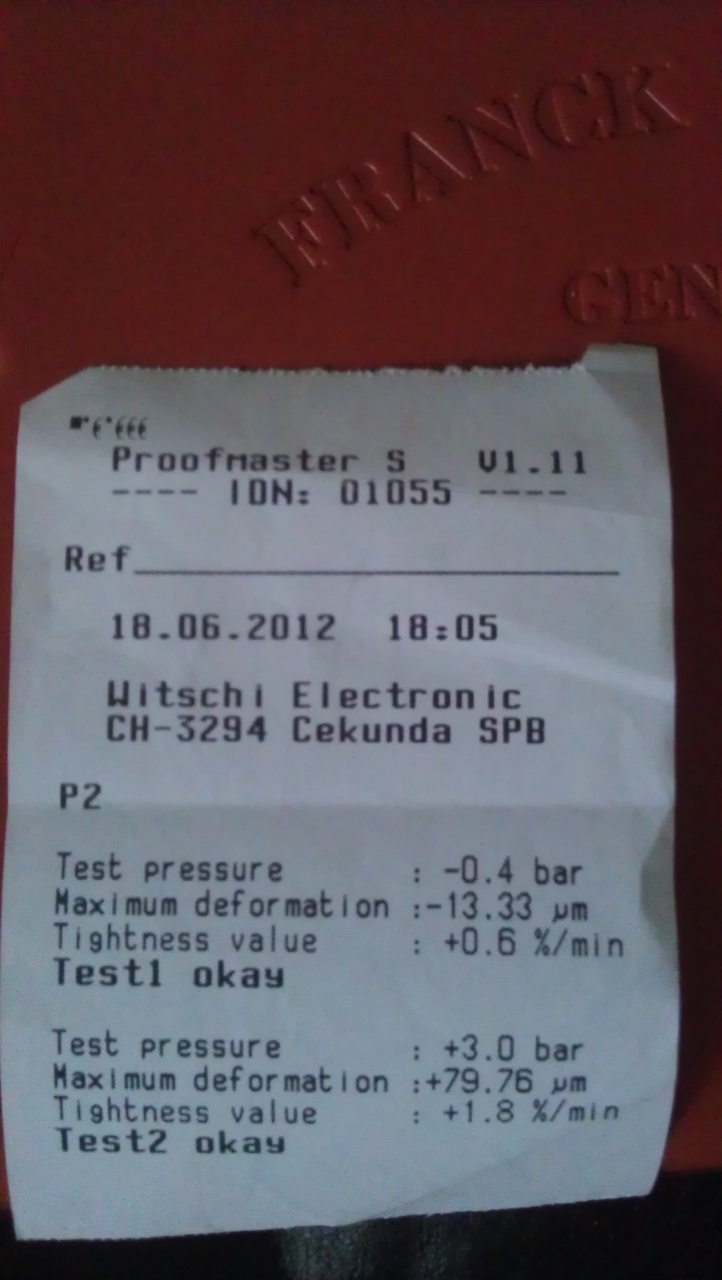 FRANCK
GEN
Proofmaster S V1.11
---- IDN: 01055 ----
Ref
18.06.2012 18:05
Witschi Electronic
CH-3294 Cekunda SPB
P2
Test pressure : -0.4 bar
Maximum deformation :-13.33 µm
Tightness value : +0.6 %/min
Test1 okay
Test pressure : +3.0 bar
Maximum deformation :+79.76 µm
Tightness value : +1.8 %/min
Test2 okay